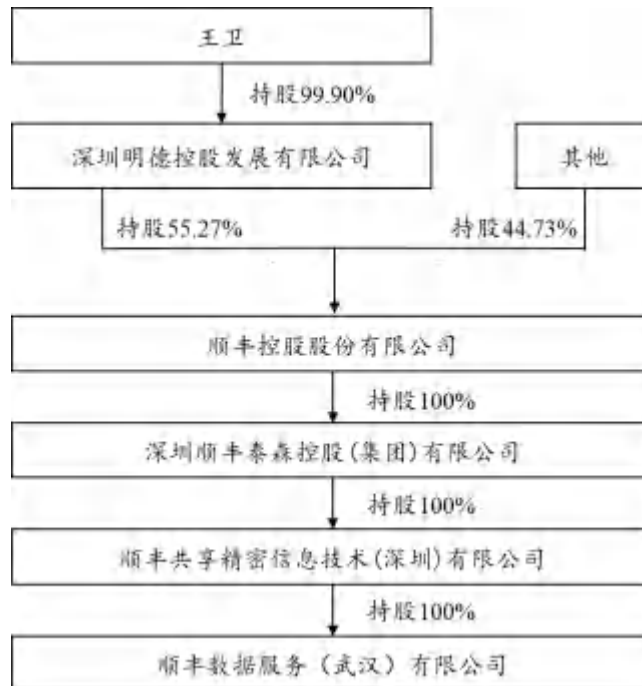 王卫
持股99.90%
深圳明德控股发展有限公司
其他
持股55.27%
持股44.73%
顺丰控股股份有限公司
持股100%
深圳顺丰泰森控股(集团)有限公司
持股100%
顺丰共享精密信息技术(深圳)有限公司
持股100%
顺丰数据服务（武汉）有限公司